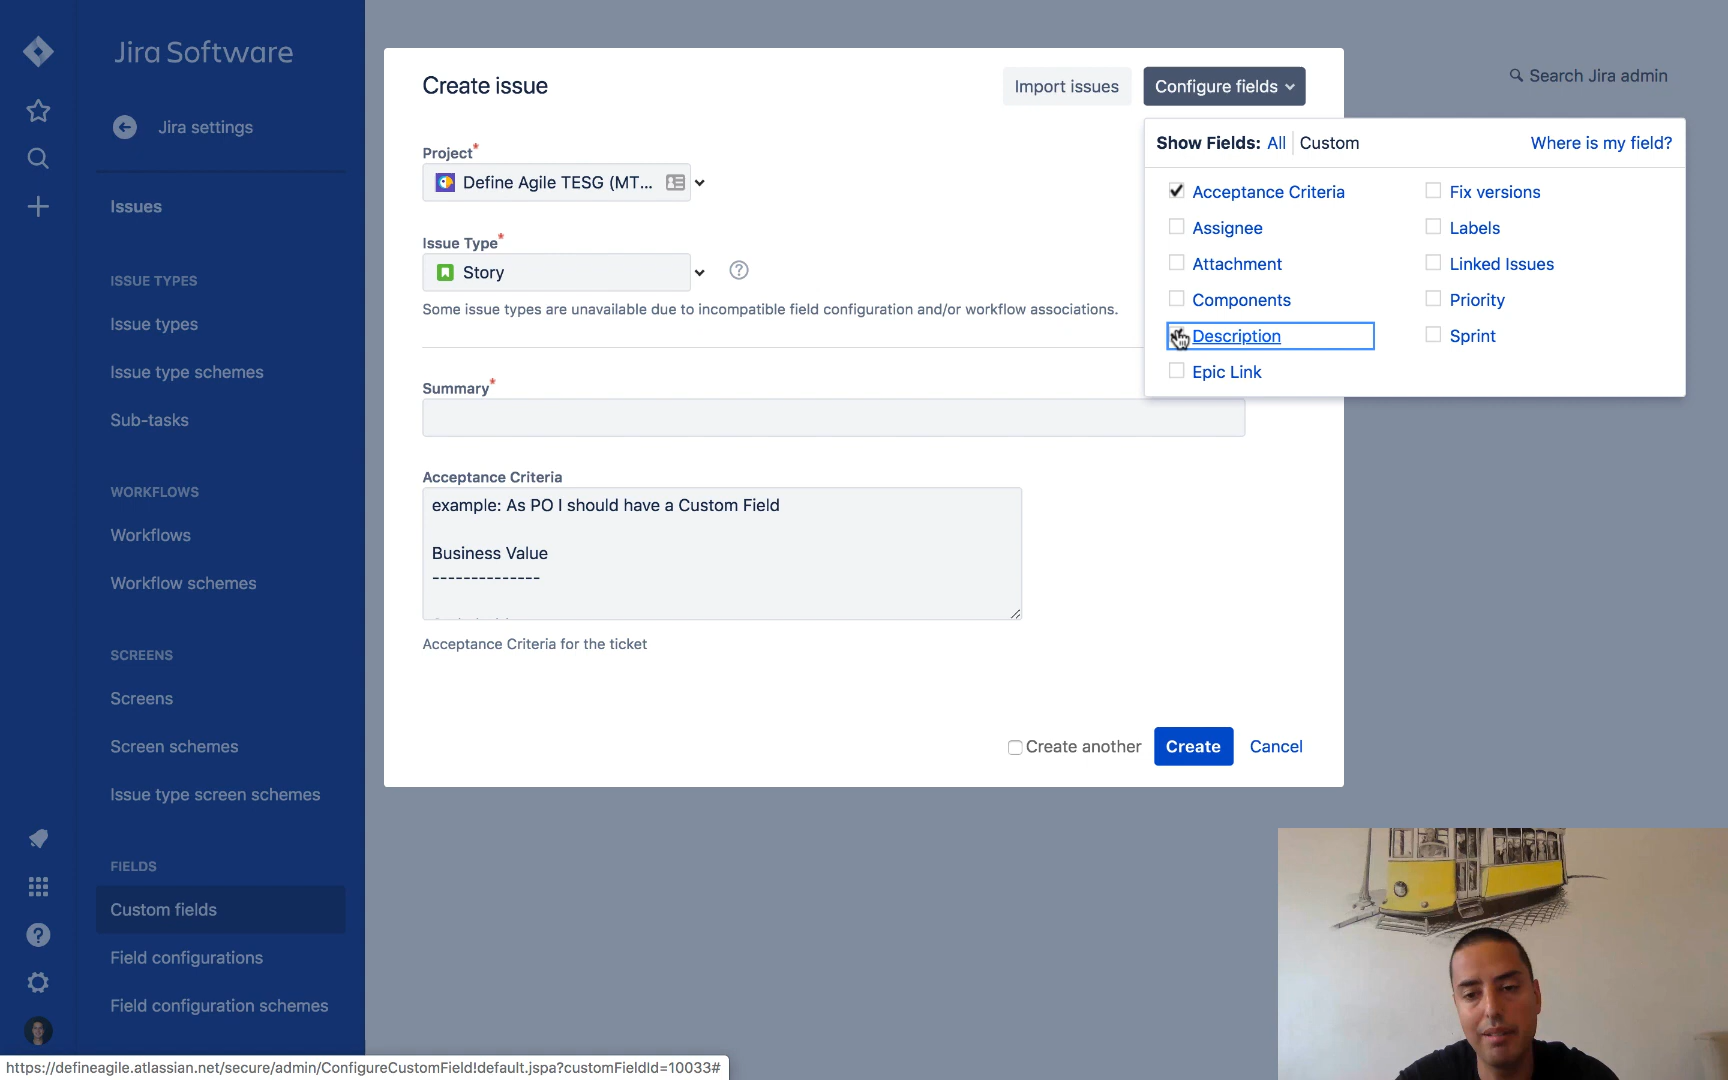 Jira Software
Jira settings
Issues
ISSUE TYPES
Issue types
Issue type schemes
Sub-tasks
WORKFLOWS
Workflows
Workflow schemes
SCREENS
Screens
Screen schemes
Issue type screen schemes
FIELDS
Custom fields
Field configurations
Field configuration schemes
Search Jira admin
Create issue
Import issues
Configure fields
Show Fields: All Custom
Where is my field?
Acceptance Criteria
Assignee
Attachment
Components
Description
Epic Link
Fix versions
Labels
Linked Issues
Priority
Sprint
Project*
Define Agile TESG (MT...
Issue Type*
Story
Some issue types are unavailable due to incompatible field configuration and/or workflow associations.
Summary*
Acceptance Criteria
example: As PO I should have a Custom Field
Business Value
--------------
Acceptance Criteria for the ticket
Create another
Create
Cancel
https://defineagile.atlassian.net/secure/admin/ConfigureCustomField!default.jspa?customFieldId=10033#